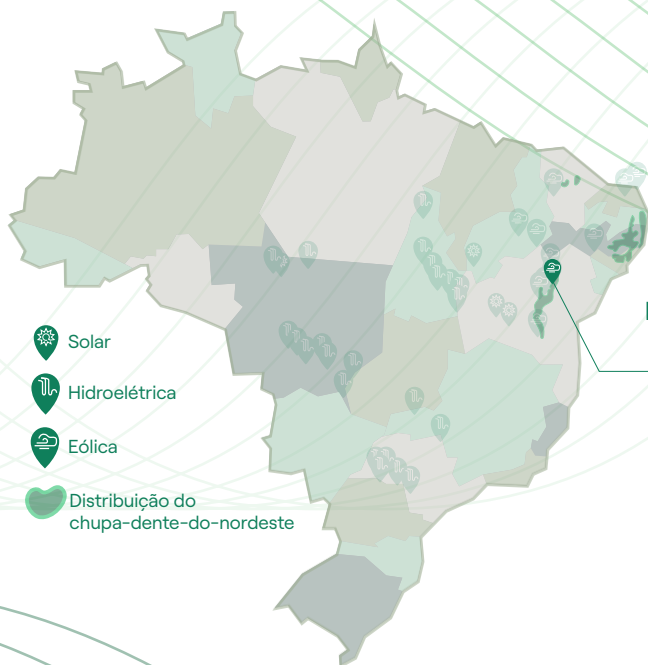 Solar
Hidroelétrica
Eólica
Distribuição do
chupa-dente-do-nordeste